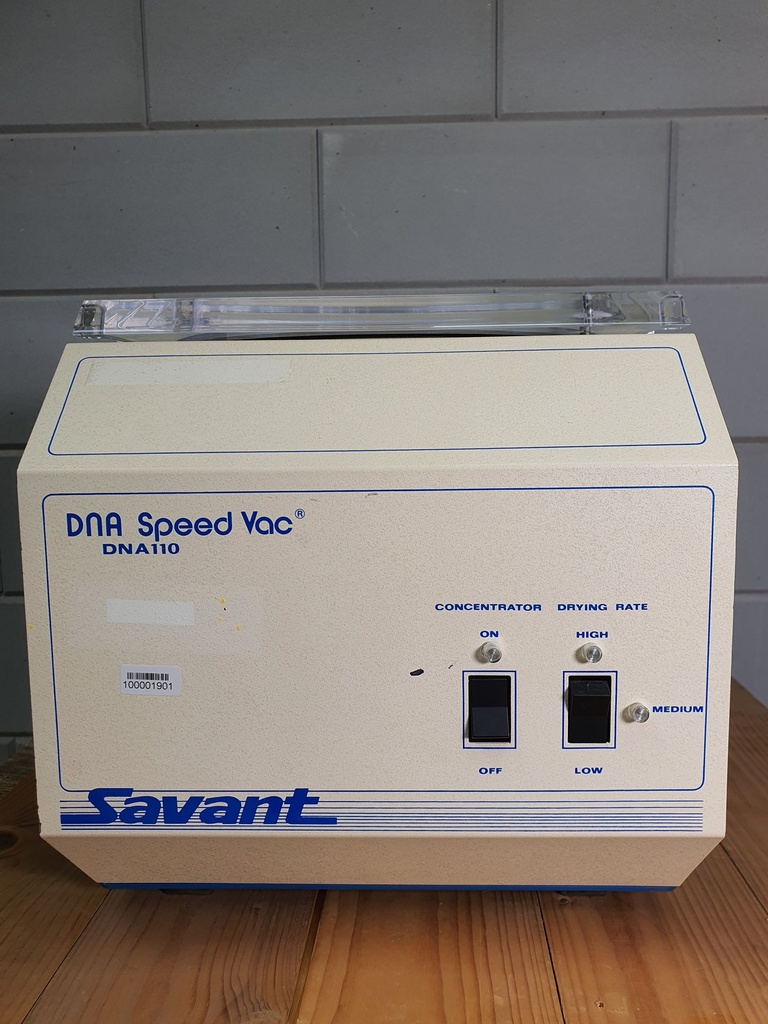 DNA Speed Vac®
DNA110
CONCENTRATOR DRYING RATE
ON HIGH
100001901
MEDIUM
OFF LOW
Savant